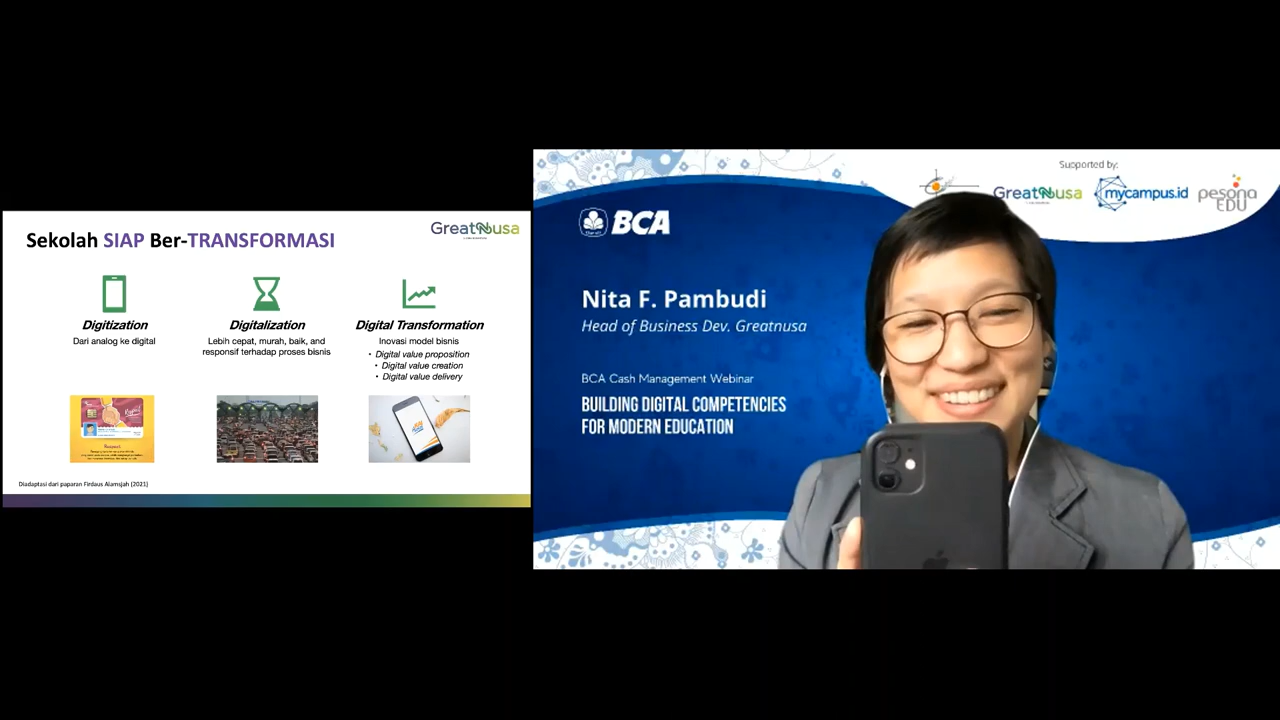 Sekolah SIAP Ber-TRANSFORMASI
GreatNusa
Digitization
Dari analog ke digital
Digitalization
Lebih cepat, murah, baik, and
responsif terhadap proses bisnis
Digital Transformation
Inovasi model bisnis
• Digital value proposition
• Digital value creation
• Digital value delivery
Diadaptasi dari paparan Firdaus Alamsjah (2021)
Supported by:
GreatNusa
mycampus.id
pesona
EDU
BCA
Nita F. Pambudi
Head of Business Dev. Greatnusa
BCA Cash Management Webinar
BUILDING DIGITAL COMPETENCIES
FOR MODERN EDUCATION